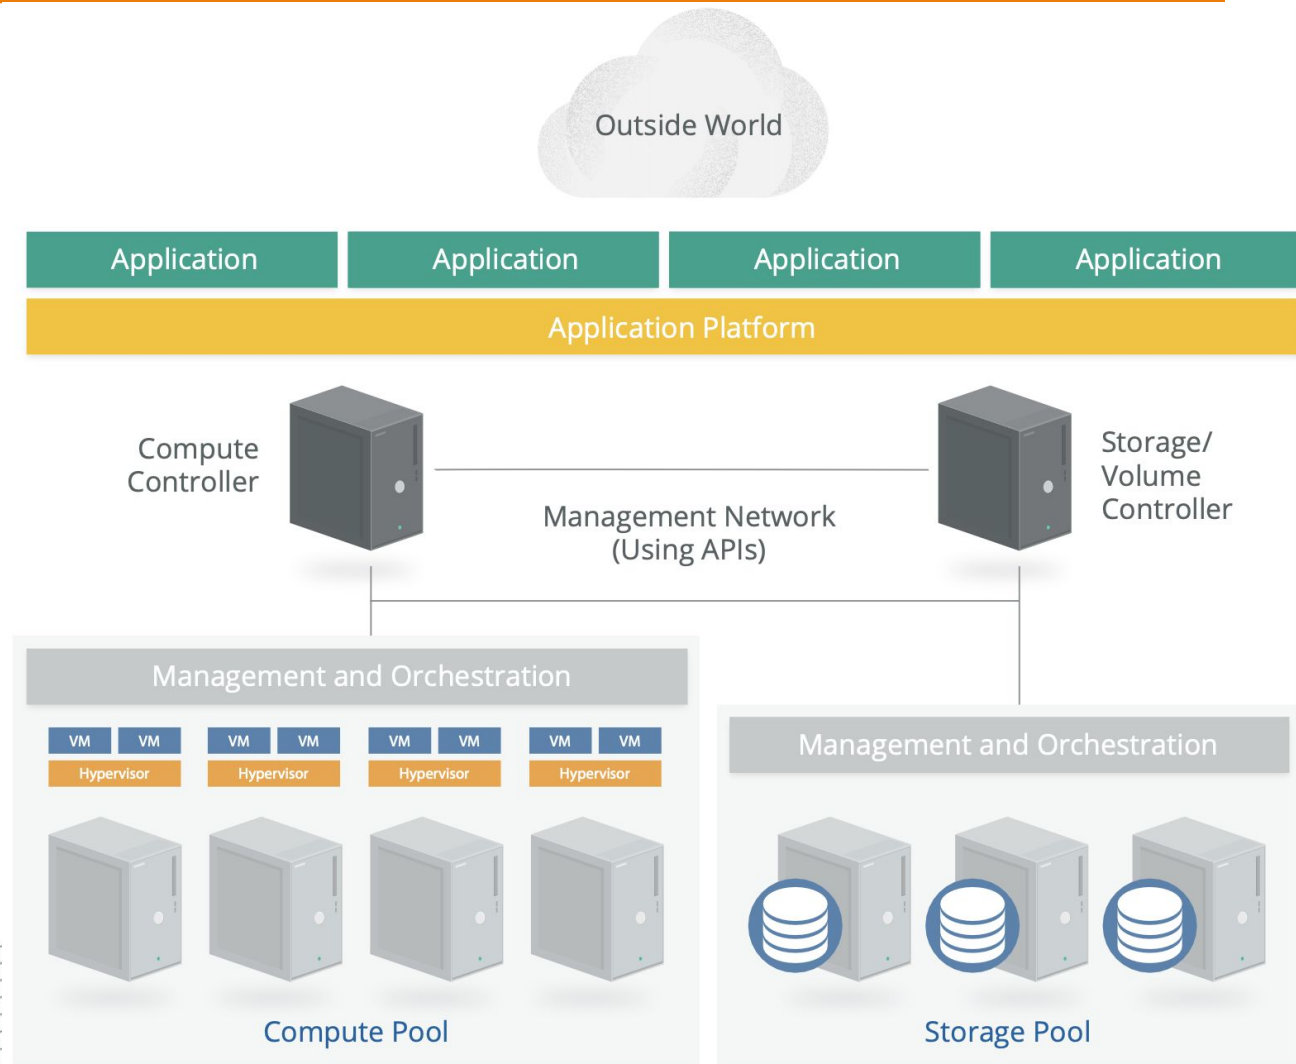 Outside World
Application Application Application Application
Application Platform
Compute
Controller
Management Network
(Using APIs)
Storage/
Volume
Controller
Management and Orchestration
VM VM VM VM VM VM VM VM
Hypervisor Hypervisor Hypervisor Hypervisor
Compute Pool
Management and Orchestration
Storage Pool